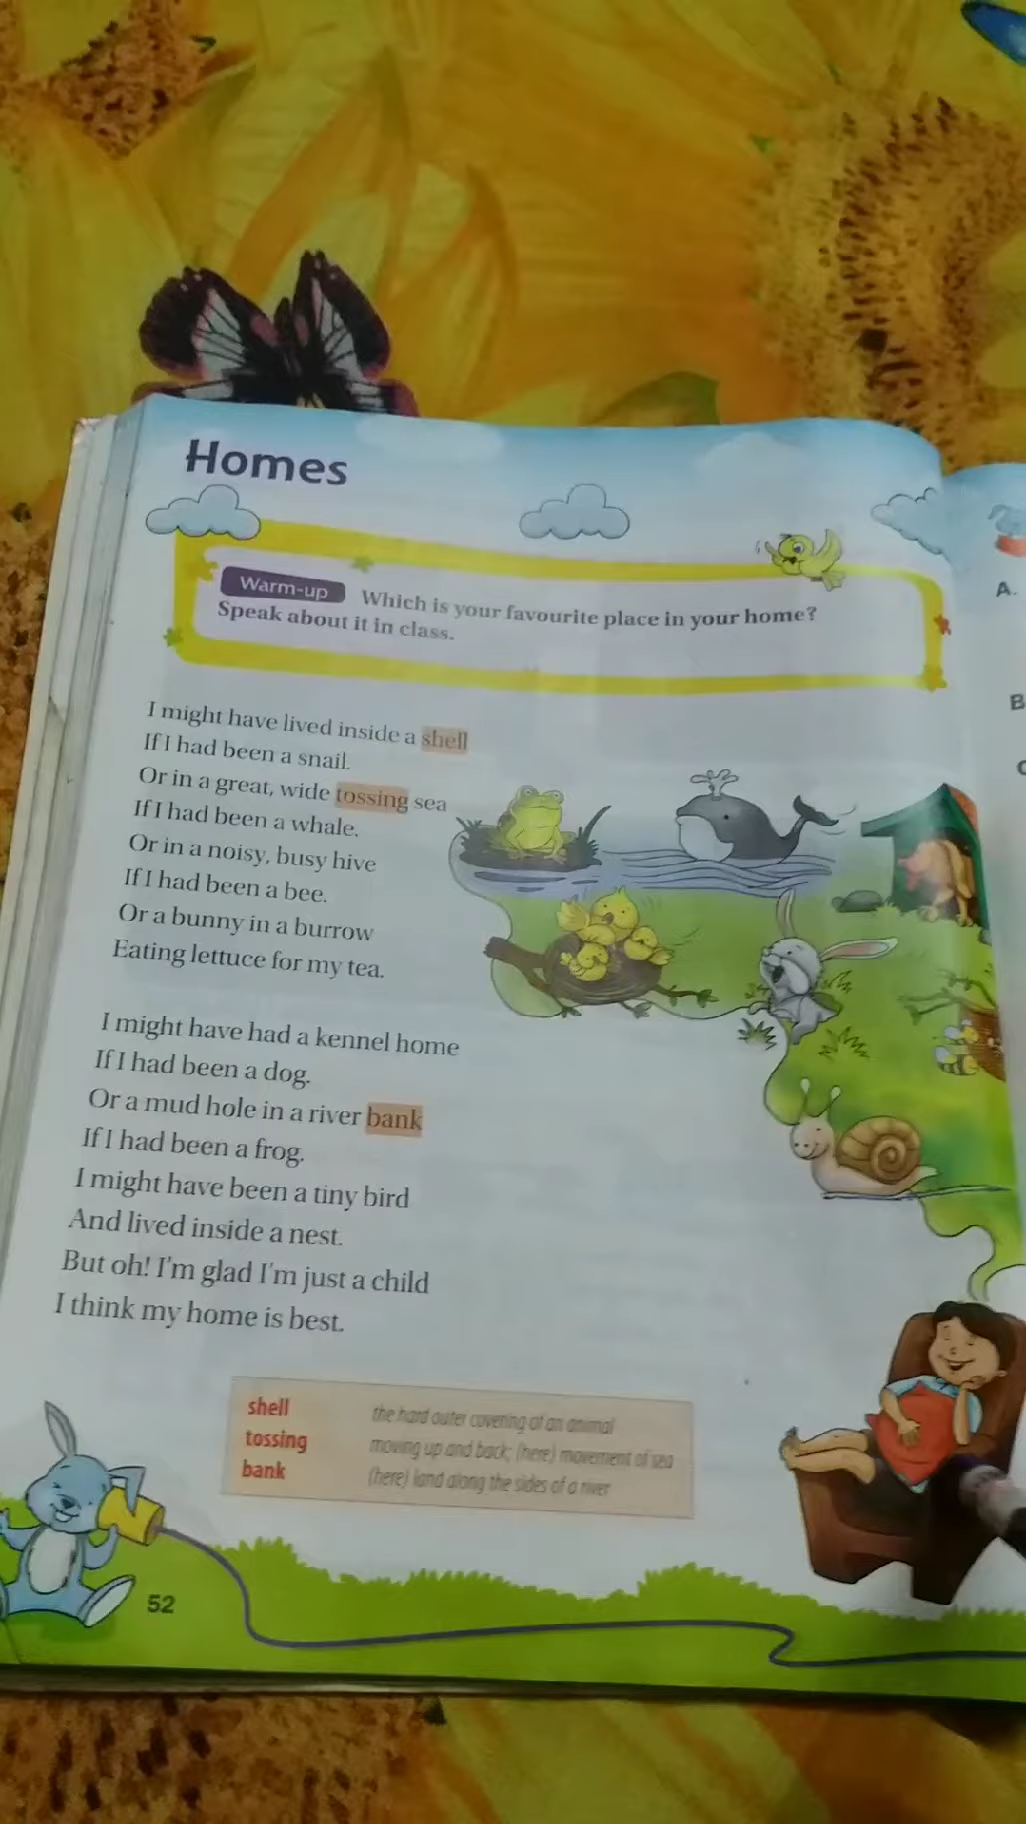 Homes
Warm-up Which is your favourite place in your home?
Speak about it in class.
I might have lived inside a shell
If I had been a snail.
Or in a great, wide tossing sea
If I had been a whale.
Or in a noisy, busy hive
If I had been a bee.
Or a bunny in a burrow
Eating lettuce for my tea.
I might have had a kennel home
If I had been a dog.
Or a mud hole in a river bank
If I had been a frog.
I might have been a tiny bird
And lived inside a nest.
But oh! I'm glad I'm just a child
I think my home is best.
shell the hard outer covering of an animal
tossing moving up and back; (here) movement of sea
bank (here) land along the sides of a river
52
A.
B